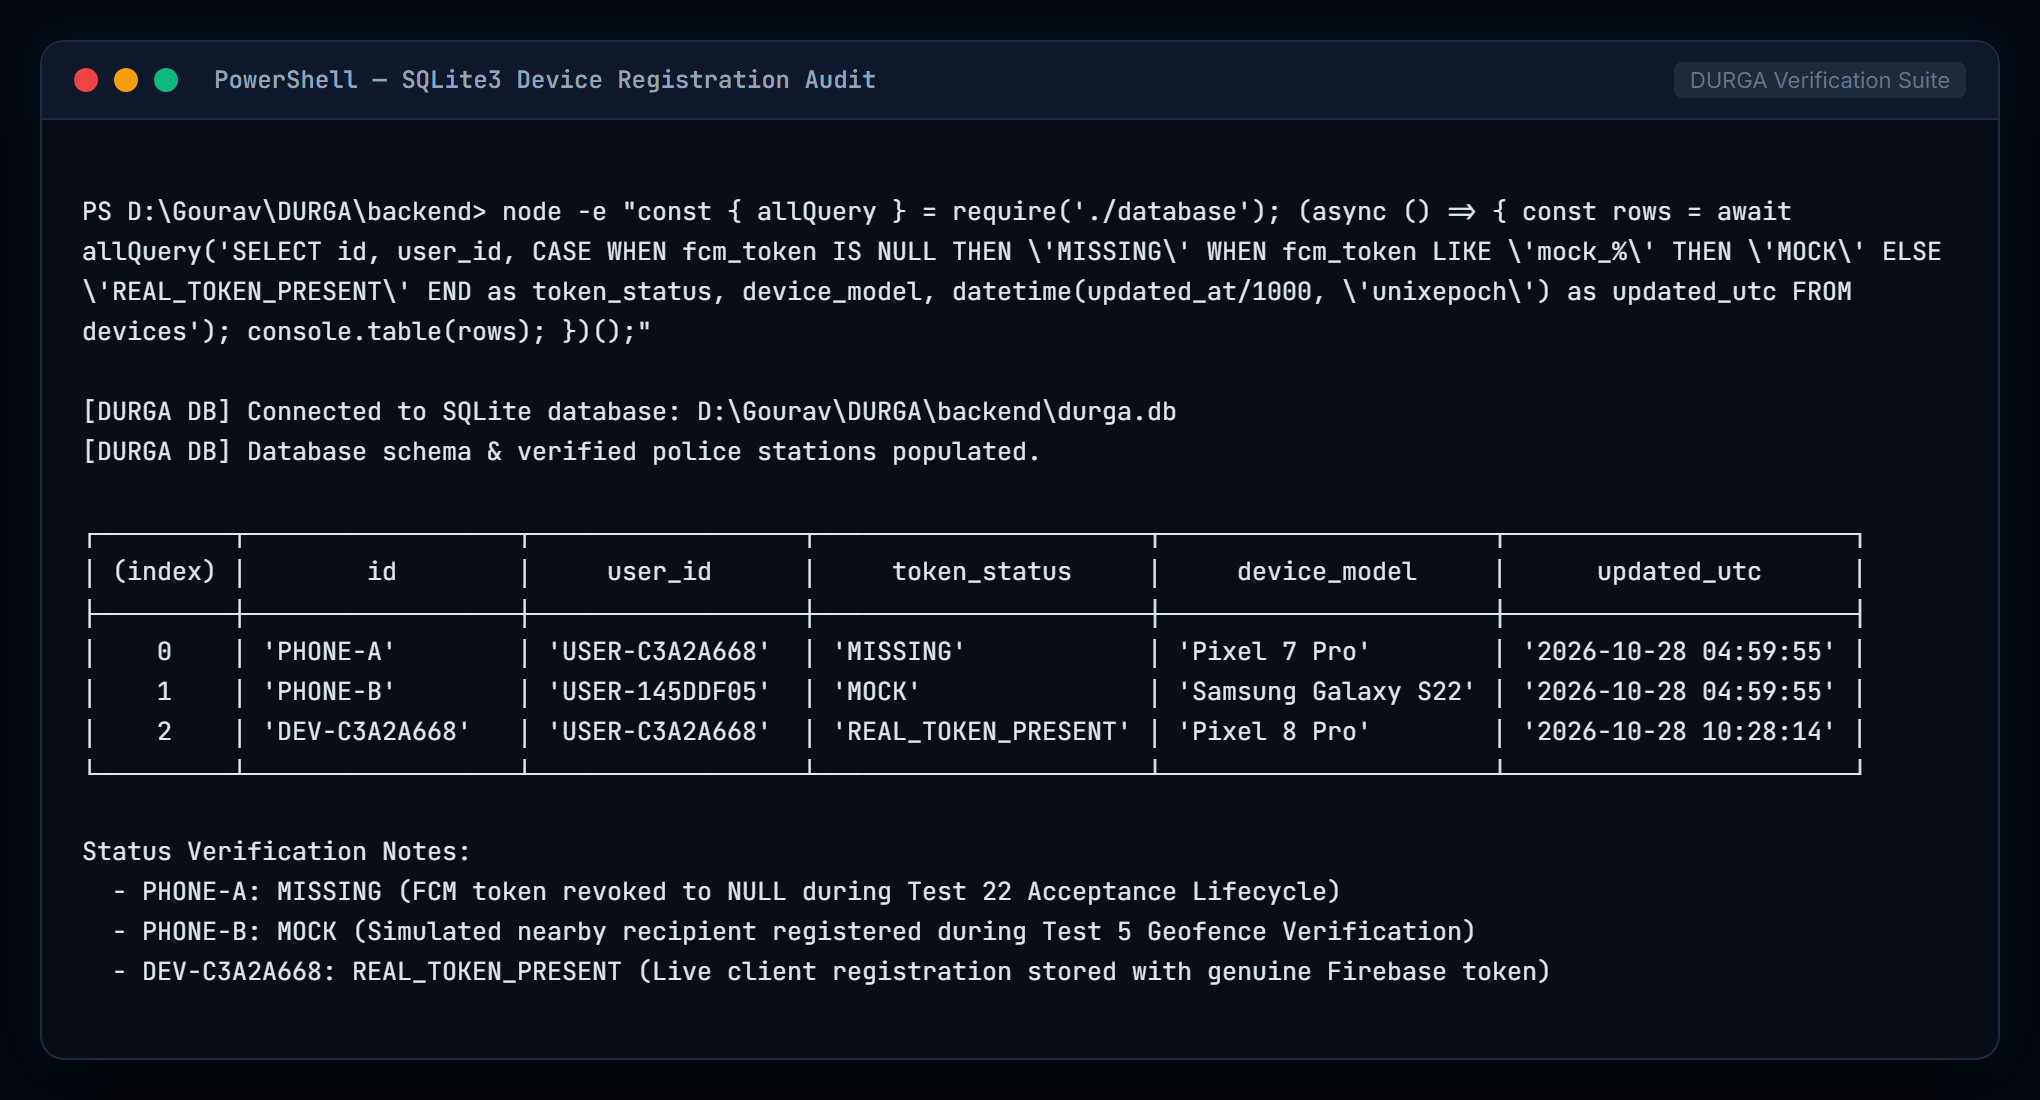 PowerShell — SQLite3 Device Registration Audit
DURGA Verification Suite
PS D:\Gourav\DURGA\backend> node -e "const { allQuery } = require('./database'); (async () => { const rows = await
allQuery('SELECT id, user_id, CASE WHEN fcm_token IS NULL THEN \'MISSING\' WHEN fcm_token LIKE \'mock_%\' THEN \'MOCK\' ELSE
\'REAL_TOKEN_PRESENT\' END as token_status, device_model, datetime(updated_at/1000, \'unixepoch\') as updated_utc FROM
devices'); console.table(rows); })();"
[DURGA DB] Connected to SQLite database: D:\Gourav\DURGA\backend\durga.db
[DURGA DB] Database schema & verified police stations populated.
(index) id user_id token_status device_model updated_utc
0 'PHONE-A' 'USER-C3A2A668' 'MISSING' 'Pixel 7 Pro' '2026-10-28 04:59:55'
1 'PHONE-B' 'USER-145DDF05' 'MOCK' 'Samsung Galaxy S22' '2026-10-28 04:59:55'
2 'DEV-C3A2A668' 'USER-C3A2A668' 'REAL_TOKEN_PRESENT' 'Pixel 8 Pro' '2026-10-28 10:28:14'
Status Verification Notes:
- PHONE-A: MISSING (FCM token revoked to NULL during Test 22 Acceptance Lifecycle)
- PHONE-B: MOCK (Simulated nearby recipient registered during Test 5 Geofence Verification)
- DEV-C3A2A668: REAL_TOKEN_PRESENT (Live client registration stored with genuine Firebase token)